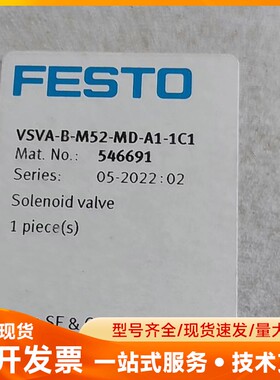 FESTO
VSVA-B-M52-MD-A1-1C1
Mat. No.: 546691
Series: 05-2022:02
Solenoid valve
1 piece(s)
SE &
现货 型号齐全/现货速发/量大
开发票 一站式服务·技术